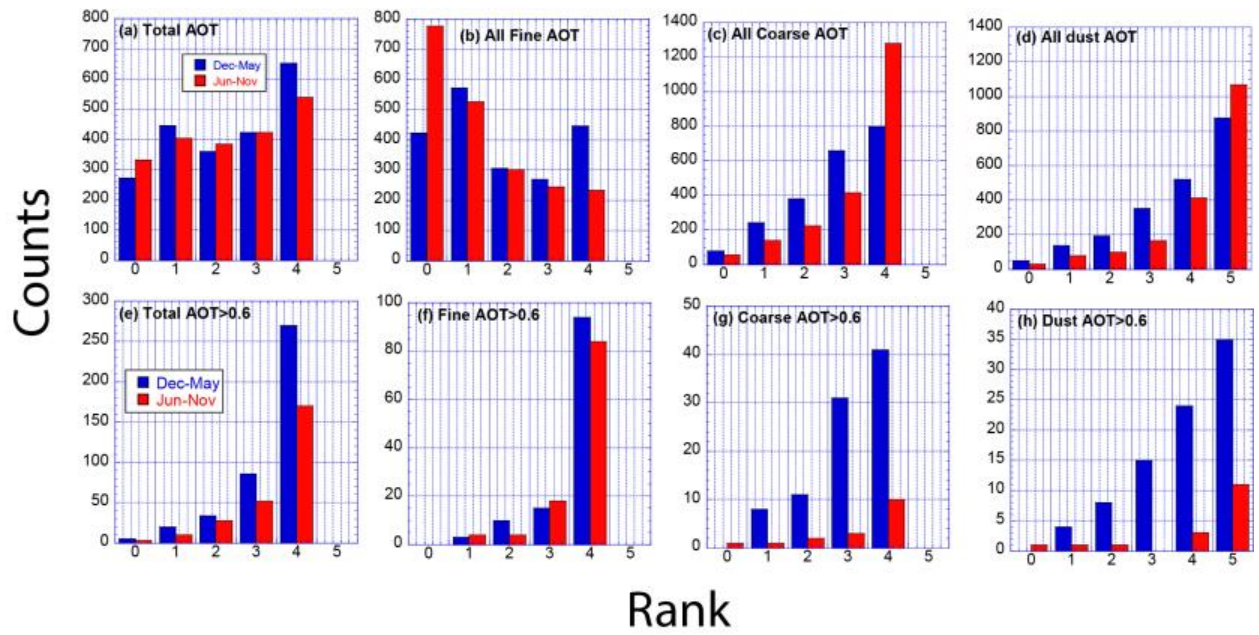 (a) Total AOT
Dec-May
Jun-Nov
800
700
600
500
400
300
200
100
0
0 1 2 3 4 5
(b) All Fine AOT
800
700
600
500
400
300
200
100
0
0 1 2 3 4 5
(c) All Coarse AOT
1400
1200
1000
800
600
400
200
0
0 1 2 3 4 5
(d) All dust AOT
1400
1200
1000
800
600
400
200
0
0 1 2 3 4 5
Counts
(e) Total AOT>0.6
Dec-May
Jun-Nov
300
250
200
150
100
50
0
0 1 2 3 4 5
(f) Fine AOT>0.6
100
80
60
40
20
0
0 1 2 3 4 5
(g) Coarse AOT>0.6
50
40
30
20
10
0
0 1 2 3 4 5
(h) Dust AOT>0.6
40
35
30
25
20
15
10
5
0
0 1 2 3 4 5
Rank